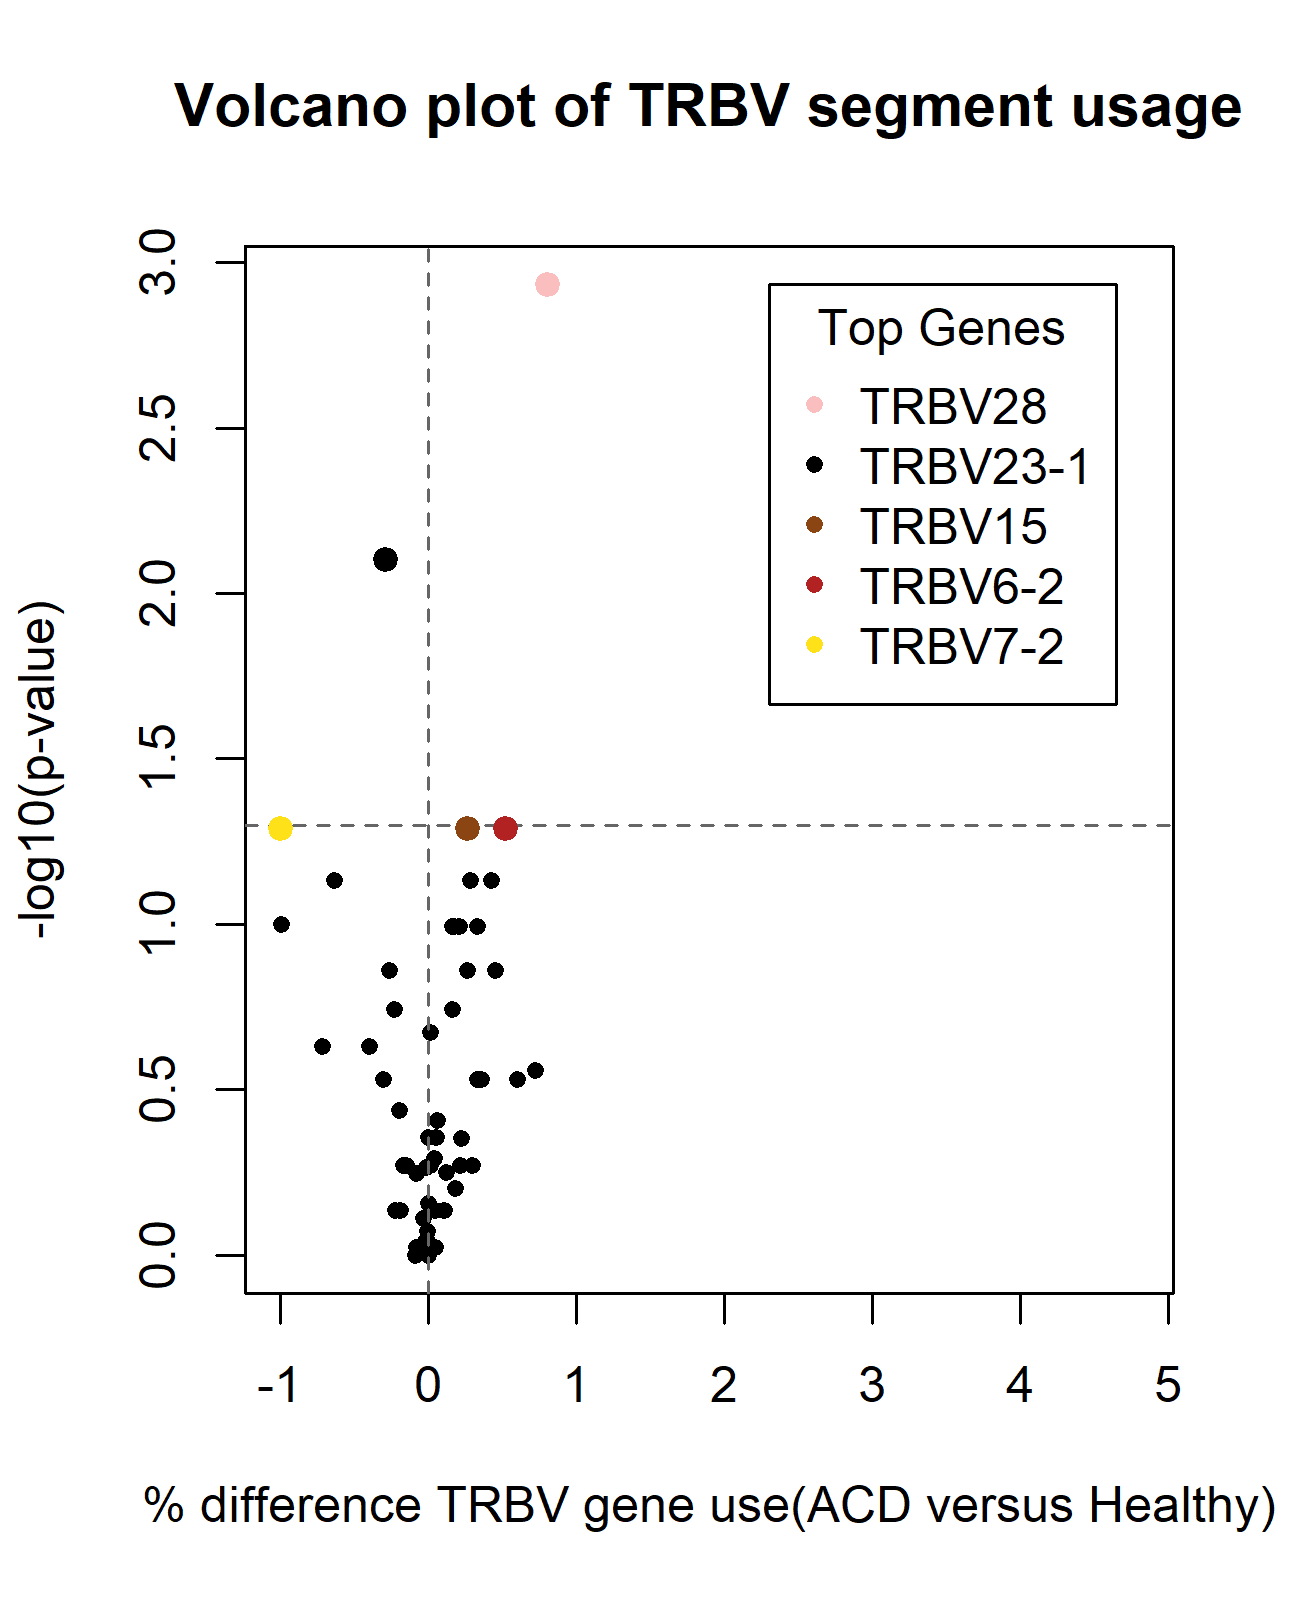 Volcano plot of TRBV segment usage
-log10(p-value)
3.0
2.5
2.0
1.5
1.0
0.5
0.0
Top Genes
TRBV28
TRBV23-1
TRBV15
TRBV6-2
TRBV7-2
-1 0 1 2 3 4 5
% difference TRBV gene use(ACD versus Healthy)